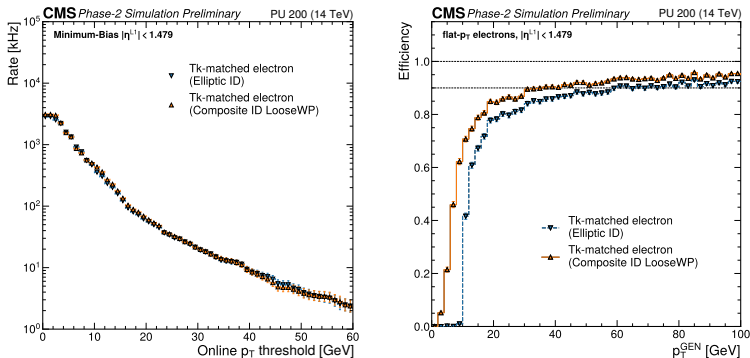 CMS Phase-2 Simulation Preliminary PU 200 (14 TeV)
Minimum-Bias |η^L1| < 1.479
Rate [kHz]
10^5
10^4
10^3
10^2
10^1
10^0
Tk-matched electron
(Elliptic ID)
Tk-matched electron
(Composite ID LooseWP)
0 10 20 30 40 50 60
Online p_T threshold [GeV]
CMS Phase-2 Simulation Preliminary PU 200 (14 TeV)
flat-p_T electrons, |η^L1| < 1.479
Efficiency
1.0
0.8
0.6
0.4
0.2
0.0
Tk-matched electron
(Elliptic ID)
Tk-matched electron
(Composite ID LooseWP)
0 20 40 60 80 100
p_T^GEN [GeV]